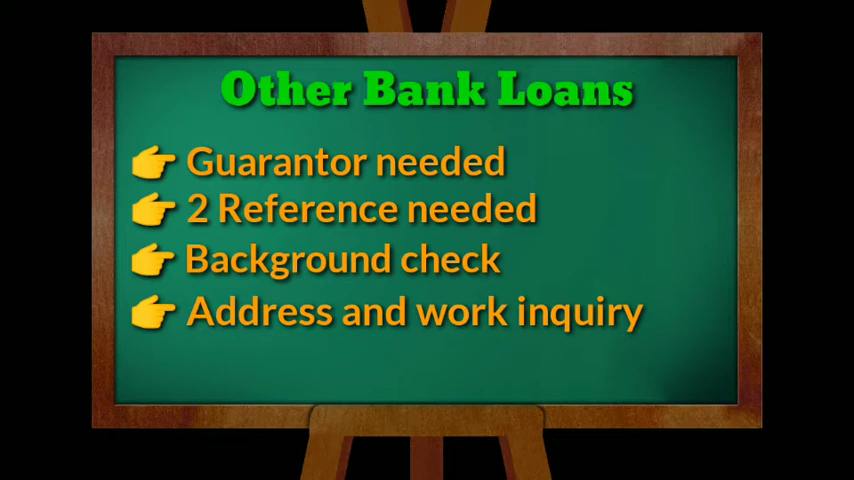 Other Bank Loans
👉 Guarantor needed
👉 2 Reference needed
👉 Background check
👉 Address and work inquiry